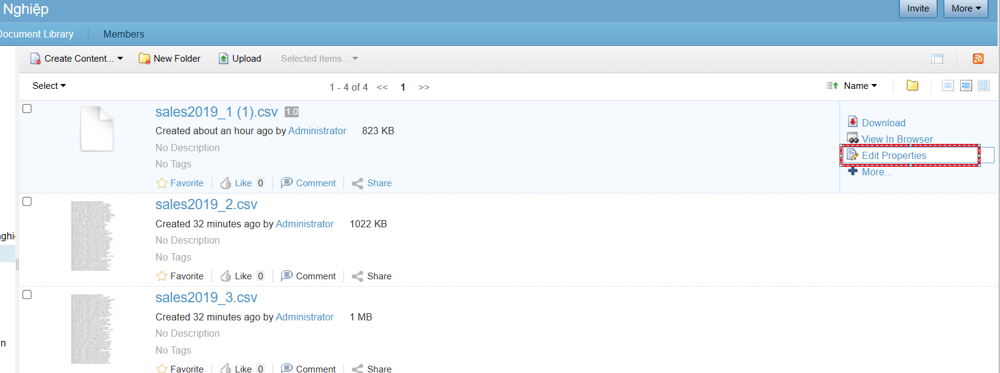 Nghiệp
Invite More
Document Library Members
Create Content... New Folder Upload Selected Items...
Select 1 - 4 of 4 << 1 >> Name
sales2019_1 (1).csv 1.0
Created about an hour ago by Administrator 823 KB
No Description
No Tags
Favorite Like 0 Comment Share
Download
View In Browser
Edit Properties
More...
sales2019_2.csv
Created 32 minutes ago by Administrator 1022 KB
No Description
No Tags
Favorite Like 0 Comment Share
sales2019_3.csv
Created 32 minutes ago by Administrator 1 MB
No Description
No Tags
Favorite Like 0 Comment Share